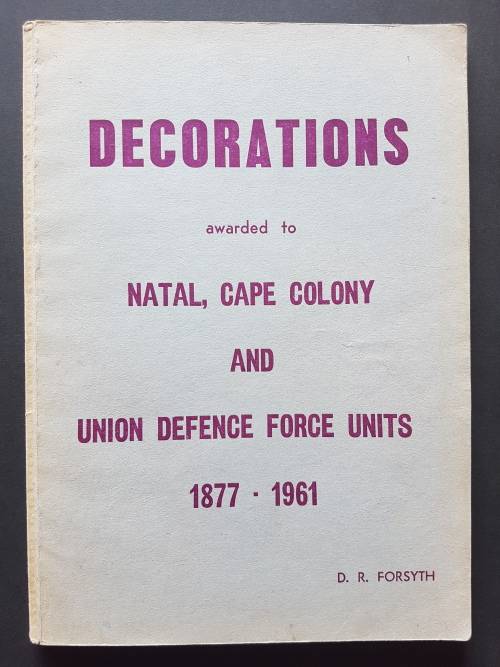 DECORATIONS
awarded to
NATAL, CAPE COLONY
AND
UNION DEFENCE FORCE UNITS
1877 - 1961
D. R. FORSYTH